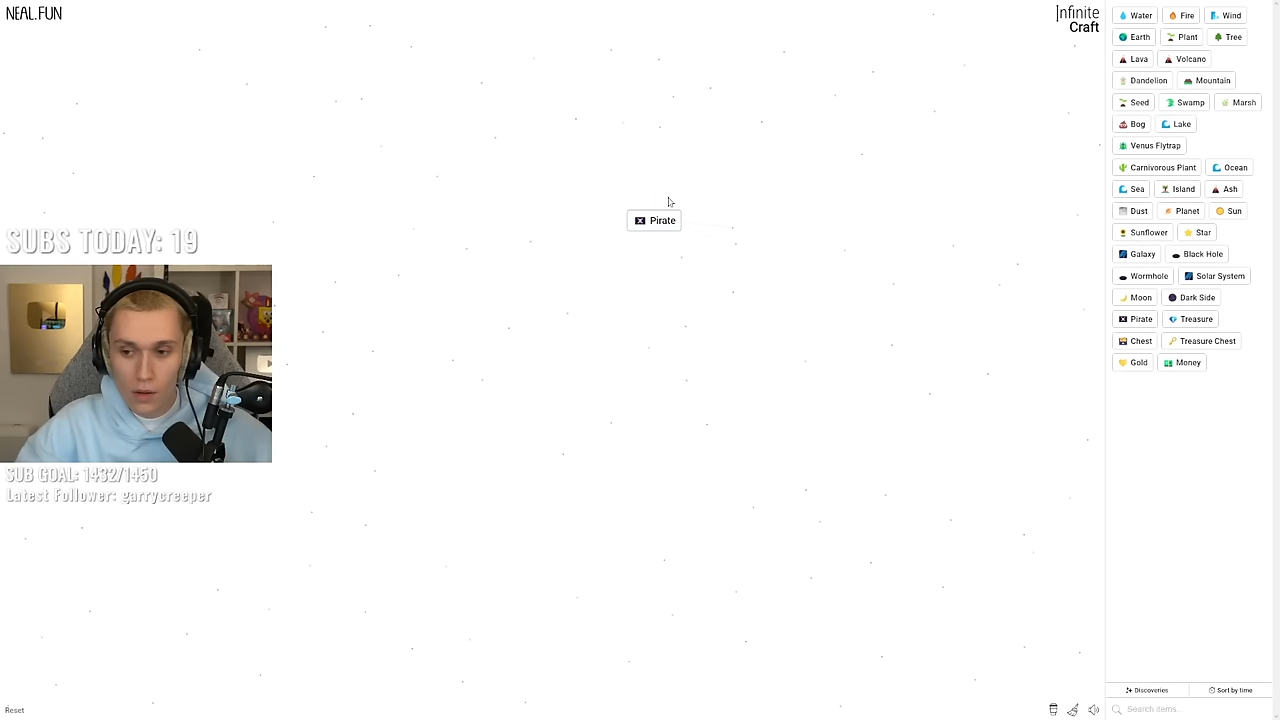 NEAL.FUN
Infinite
Craft
Water Fire Wind
Earth Plant Tree
Lava Volcano
Dandelion Mountain
Seed Swamp Marsh
Bog Lake
Venus Flytrap
Carnivorous Plant Ocean
Sea Island Ash
Dust Planet Sun
Sunflower Star
Galaxy Black Hole
Wormhole Solar System
Moon Dark Side
Pirate Treasure
Chest Treasure Chest
Gold Money
Pirate
SUBS TODAY: 19
SUB GOAL: 1432/1450
Latest Follower: garrycreeper
Reset
Discoveries Sort by time
Search items...